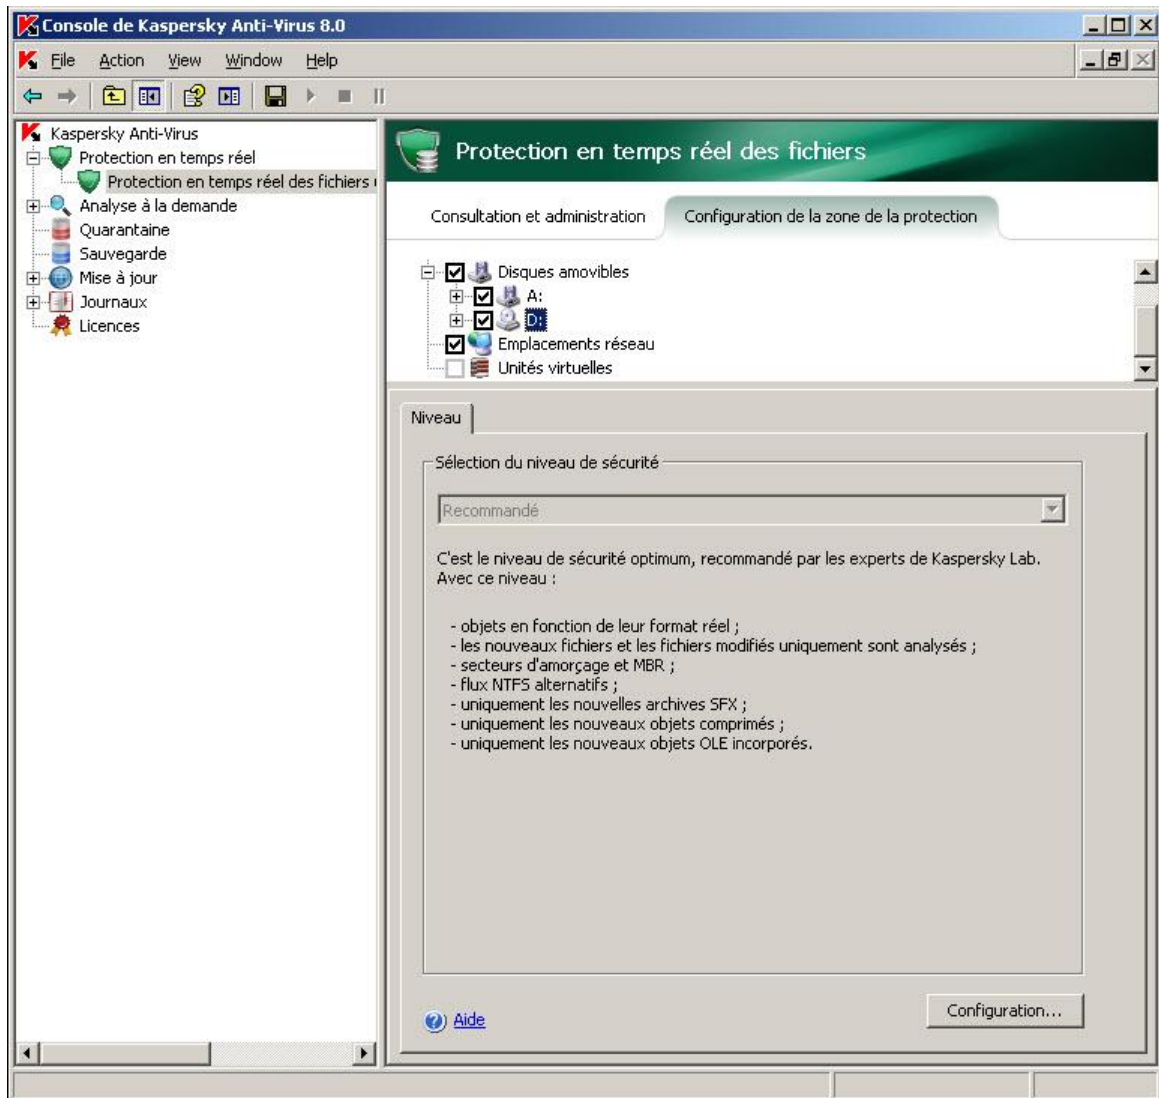 Console de Kaspersky Anti-Virus 8.0
File Action View Window Help
Kaspersky Anti-Virus
Protection en temps réel
Protection en temps réel des fichiers
Analyse à la demande
Quarantaine
Sauvegarde
Mise à jour
Journaux
Licences
Protection en temps réel des fichiers
Consultation et administration
Configuration de la zone de la protection
Disques amovibles
A:
D:
Emplacements réseau
Unités virtuelles
Niveau
Sélection du niveau de sécurité
Recommandé
C'est le niveau de sécurité optimum, recommandé par les experts de Kaspersky Lab.
Avec ce niveau :
- objets en fonction de leur format réel ;
- les nouveaux fichiers et les fichiers modifiés uniquement sont analysés ;
- secteurs d'amorçage et MBR ;
- flux NTFS alternatifs ;
- uniquement les nouvelles archives SFX ;
- uniquement les nouveaux objets comprimés ;
- uniquement les nouveaux objets OLE incorporés.
Aide
Configuration...